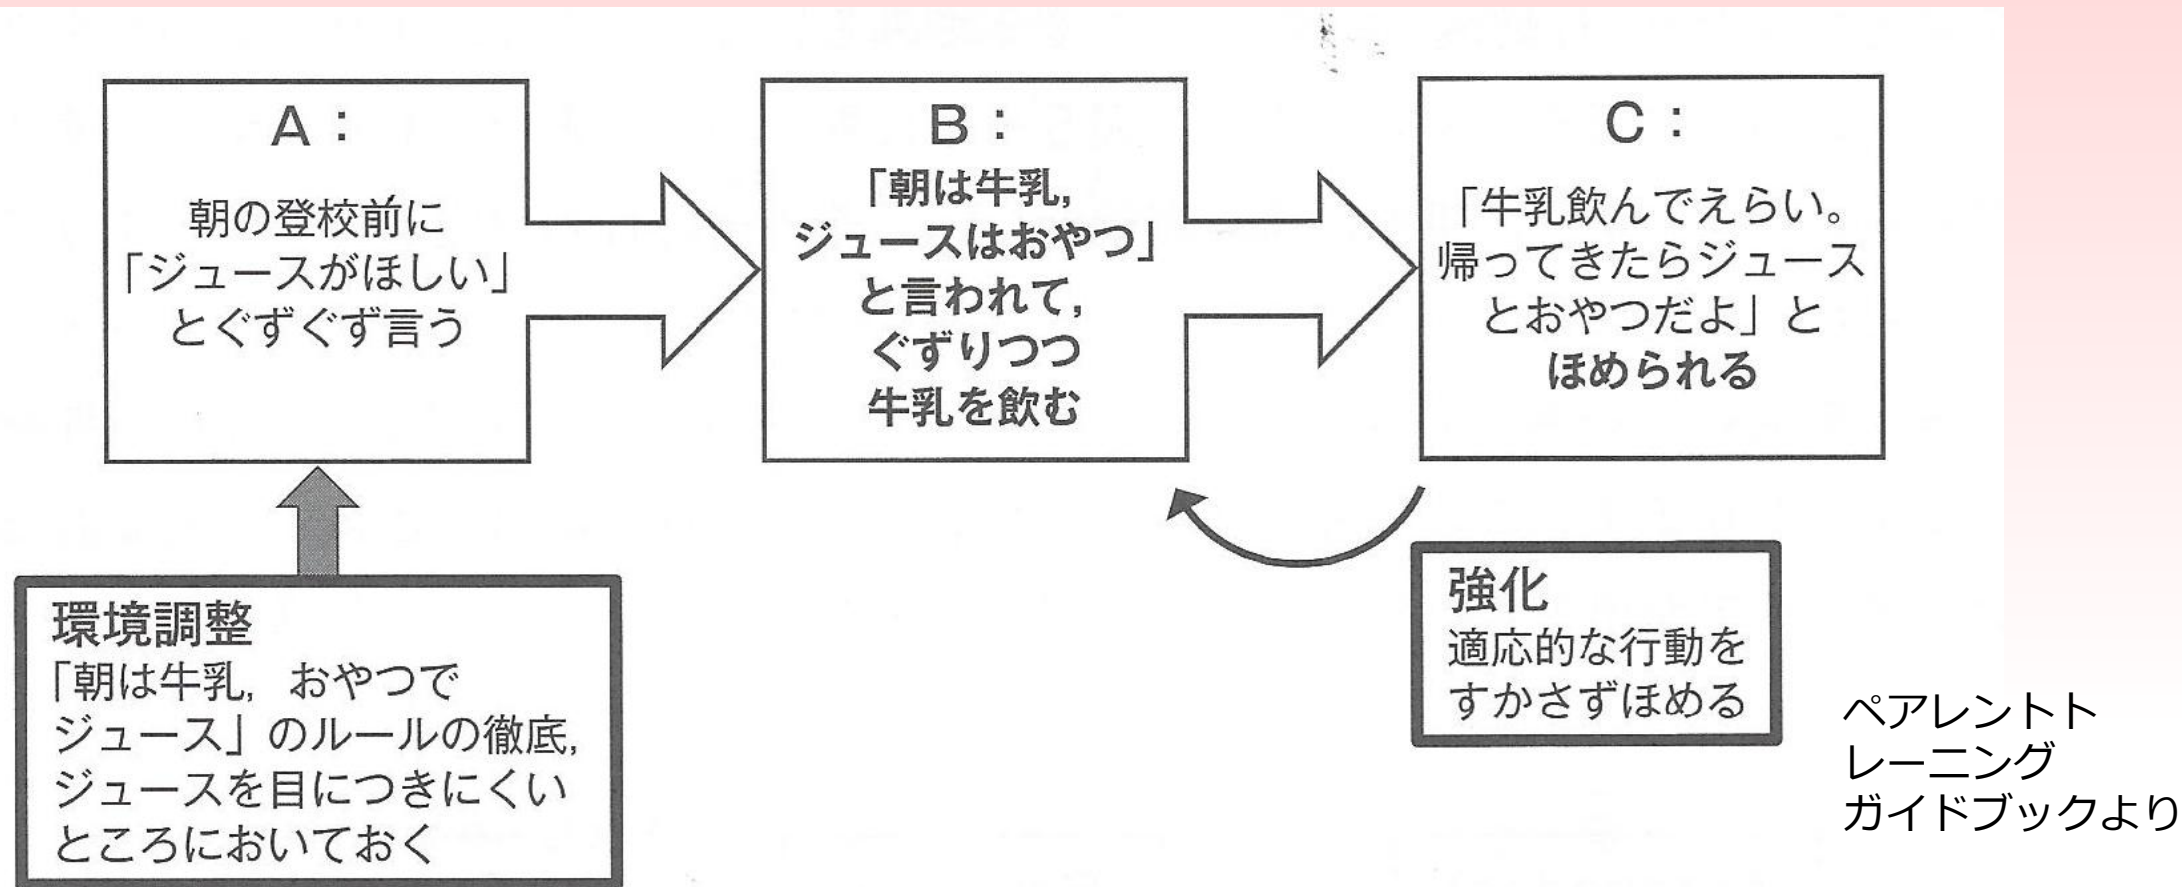 A：
朝の登校前に
「ジュースがほしい」
とぐずぐず言う
B：
「朝は牛乳，
ジュースはおやつ」
と言われて，
ぐずりつつ
牛乳を飲む
C：
「牛乳飲んでえらい。
帰ってきたらジュース
とおやつだよ」と
ほめられる
環境調整
「朝は牛乳，おやつで
ジュース」のルールの徹底，
ジュースを目につきにくい
ところにおいておく
強化
適応的な行動を
すかさずほめる
ペアレントト
レーニング
ガイドブックより